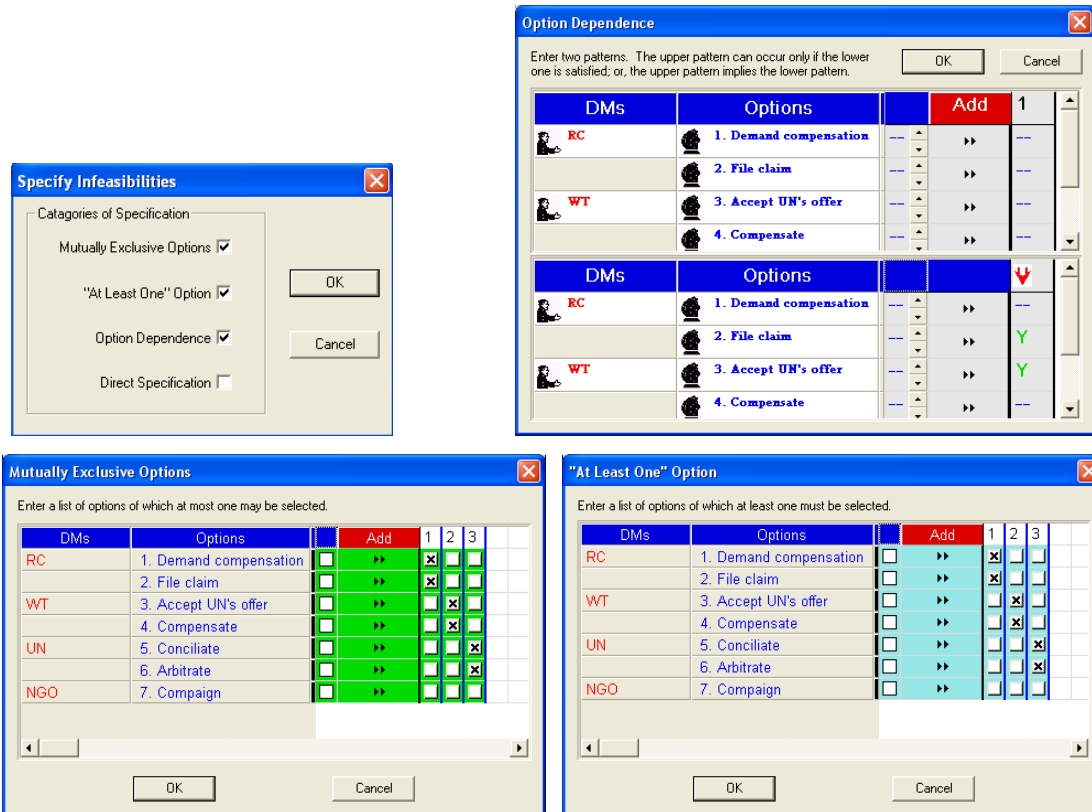 Option Dependence
Enter two patterns. The upper pattern can occur only if the lower
one is satisfied; or, the upper pattern implies the lower pattern.
OK
Cancel
DMs Options Add 1
RC 1. Demand compensation -- --
2. File claim -- --
WT 3. Accept UN's offer -- --
4. Compensate -- --
DMs Options
RC 1. Demand compensation -- --
2. File claim -- Y
WT 3. Accept UN's offer -- Y
4. Compensate -- --
Specify Infeasibilities
Catagories of Specification
Mutually Exclusive Options
"At Least One" Option
Option Dependence
Direct Specification
OK
Cancel
Mutually Exclusive Options
Enter a list of options of which at most one may be selected.
DMs Options Add 1 2 3
RC 1. Demand compensation
2. File claim
WT 3. Accept UN's offer
4. Compensate
UN 5. Conciliate
6. Arbitrate
NGO 7. Compaign
OK
Cancel
"At Least One" Option
Enter a list of options of which at least one must be selected.
DMs Options Add 1 2 3
RC 1. Demand compensation
2. File claim
WT 3. Accept UN's offer
4. Compensate
UN 5. Conciliate
6. Arbitrate
NGO 7. Compaign
OK
Cancel